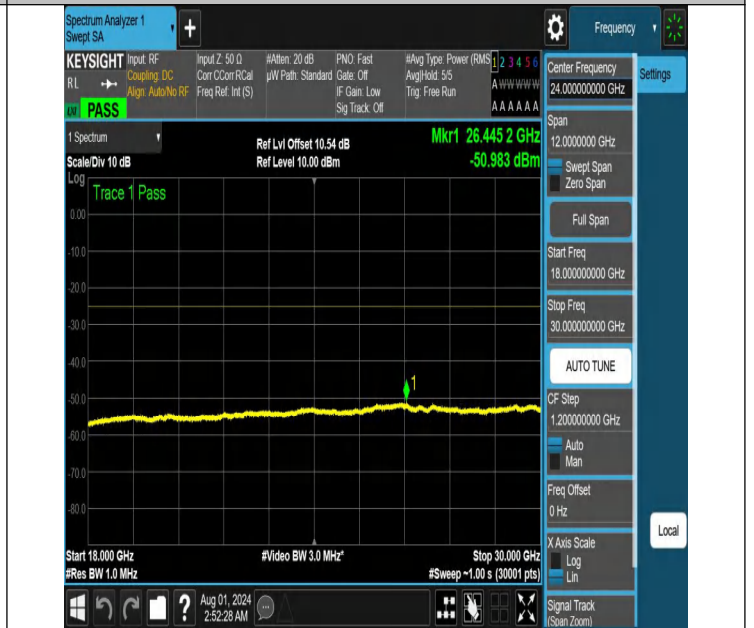 Spectrum Analyzer 1
Swept SA
+
Frequency
KEYSIGHT
RL
PASS
Input: RF
Coupling: DC
Align: Auto/No RF
Input Z: 50 Ω
Corr CCorr RCal
Freq Ref: Int (S)
#Atten: 20 dB
µW Path: Standard
PNO: Fast
Gate: Off
IF Gain: Low
Sig Track: Off
#Avg Type: Power (RMS
Avg|Hold: 5/5
Trig: Free Run
1 2 3 4 5 6
A W W W W W
A A A A A A
1 Spectrum
Scale/Div 10 dB
Ref Lvl Offset 10.54 dB
Ref Level 10.00 dBm
Mkr1 26.445 2 GHz
-50.983 dBm
Log
Trace 1 Pass
0.00
-10.0
-20.0
-30.0
-40.0
-50.0
-60.0
-70.0
-80.0
1
Start 18.000 GHz
#Res BW 1.0 MHz
#Video BW 3.0 MHz*
Stop 30.000 GHz
#Sweep ~1.00 s (30001 pts)
Aug 01, 2024
2:52:28 AM
?
Center Frequency
24.000000000 GHz
Span
12.0000000 GHz
Swept Span
Zero Span
Full Span
Start Freq
18.000000000 GHz
Stop Freq
30.000000000 GHz
AUTO TUNE
CF Step
1.200000000 GHz
Auto
Man
Freq Offset
0 Hz
X Axis Scale
Log
Lin
Signal Track
(Span Zoom)
Settings
Local